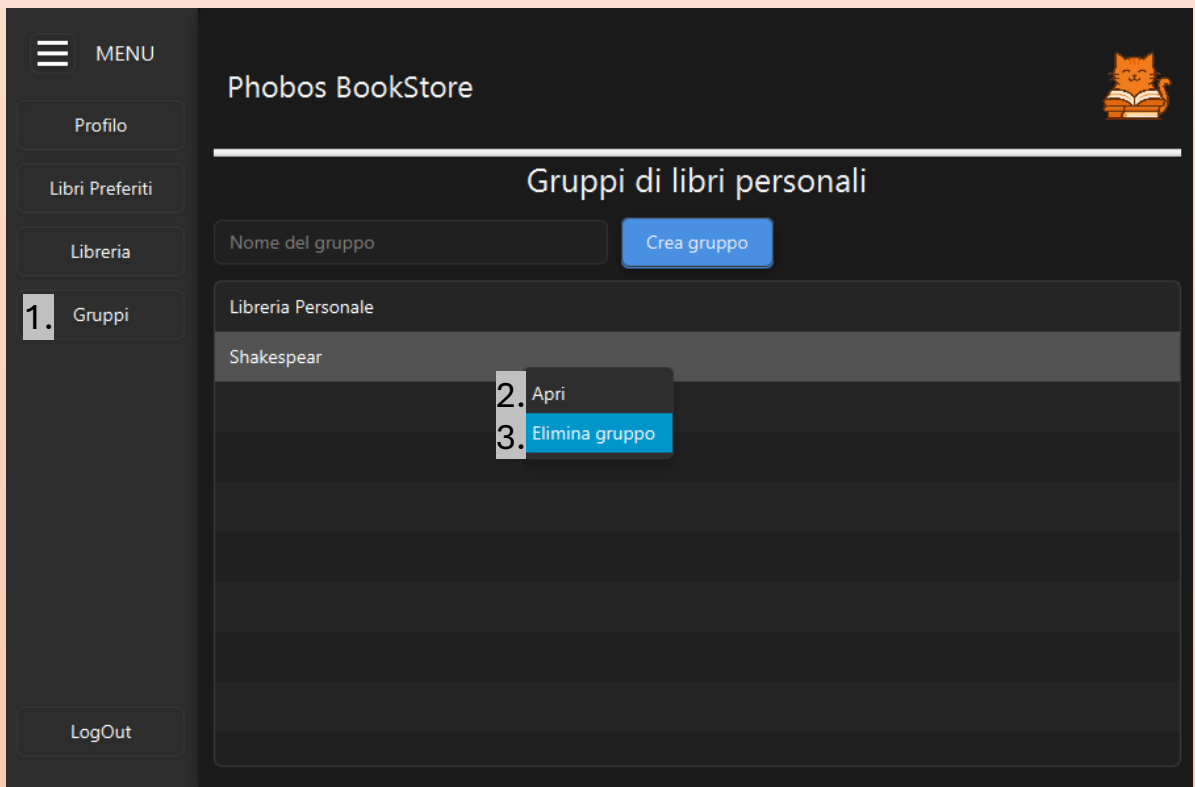 MENU
Phobos BookStore
Profilo
Libri Preferiti
Libreria
1. Gruppi
LogOut
Gruppi di libri personali
Nome del gruppo
Crea gruppo
Libreria Personale
Shakespear
2. Apri
3. Elimina gruppo